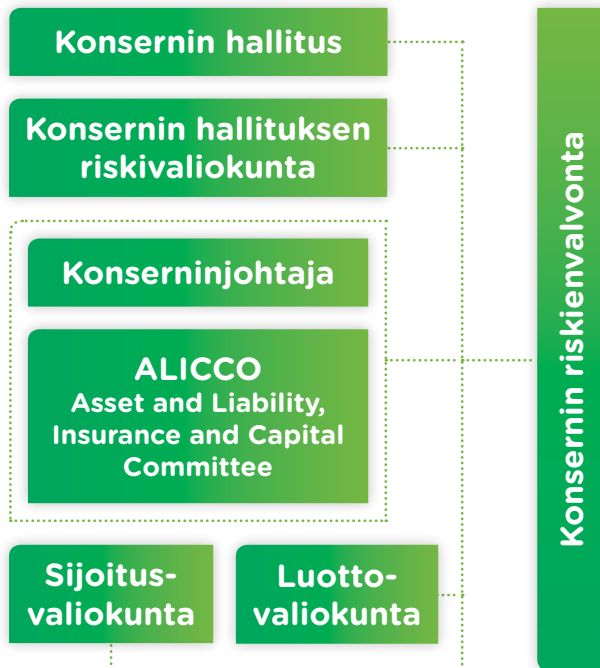 Konsernin hallitus
Konsernin hallituksen
riskivaliokunta
Konserninjohtaja
ALICCO
Asset and Liability,
Insurance and Capital
Committee
Sijoitus-
valiokunta
Luotto-
valiokunta
Konsernin riskienvalvonta